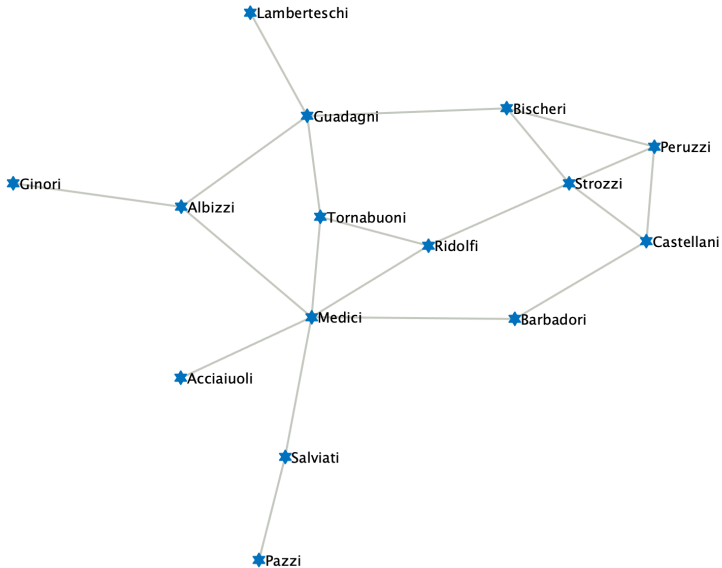 Lamberteschi
Guadagni
Bischeri
Peruzzi
Ginori
Strozzi
Albizzi
Tornabuoni
Ridolfi
Castellani
Medici
Barbadori
Acciaiuoli
Salviati
Pazzi